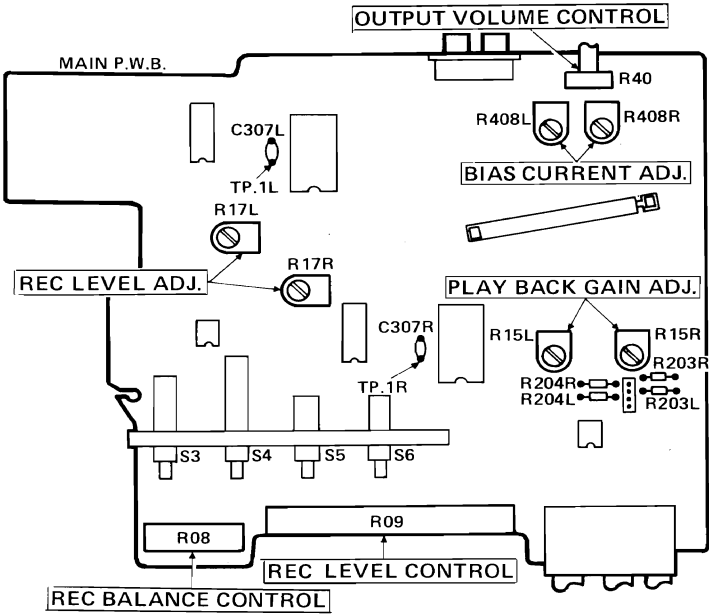 OUTPUT VOLUME CONTROL
MAIN P.W.B.
R40
R408L
R408R
C307L
BIAS CURRENT ADJ.
TP.1L
R17L
R17R
REC LEVEL ADJ.
PLAY BACK GAIN ADJ.
C307R
R15L
R15R
R203R
TP.1R
R204R
R204L
R203L
S3
S4
S5
S6
R08
R09
REC LEVEL CONTROL
REC BALANCE CONTROL